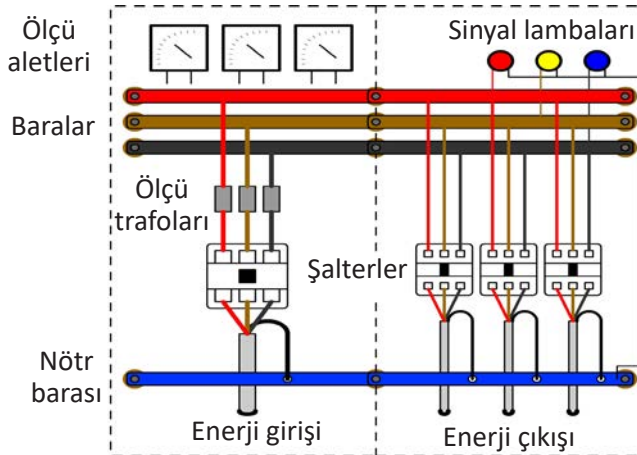 Ölçü
aletleri
Sinyal lambaları
Baralar
Ölçü
trafoları
Şalterler
Nötr
barası
Enerji girişi
Enerji çıkışı